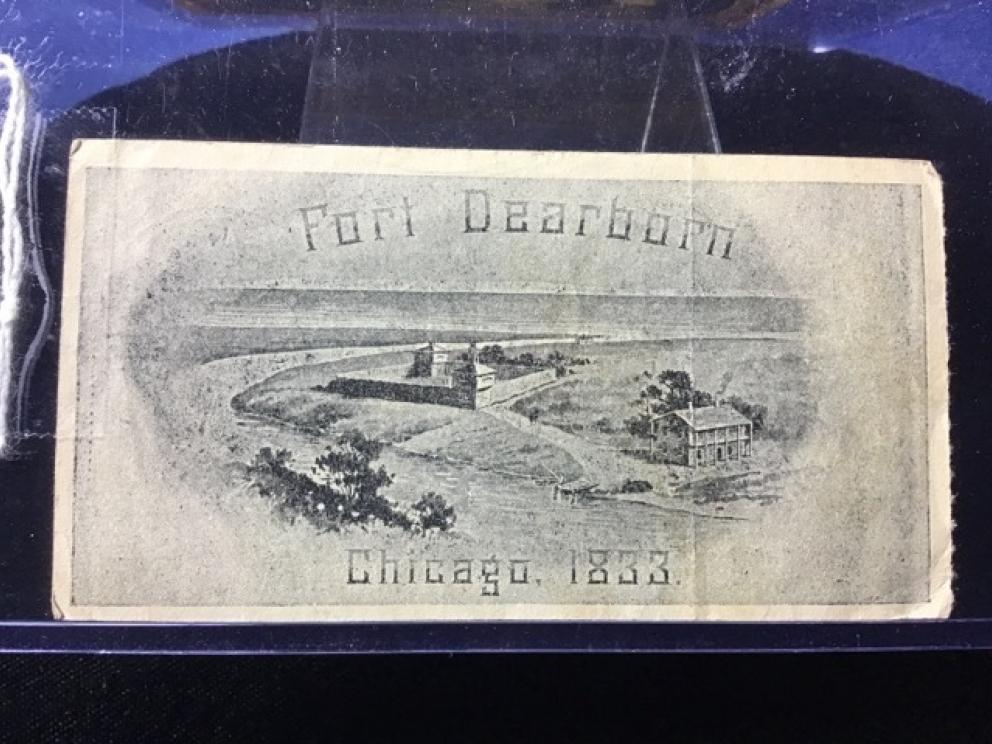 Fort Dearborn
Chicago, 1833.